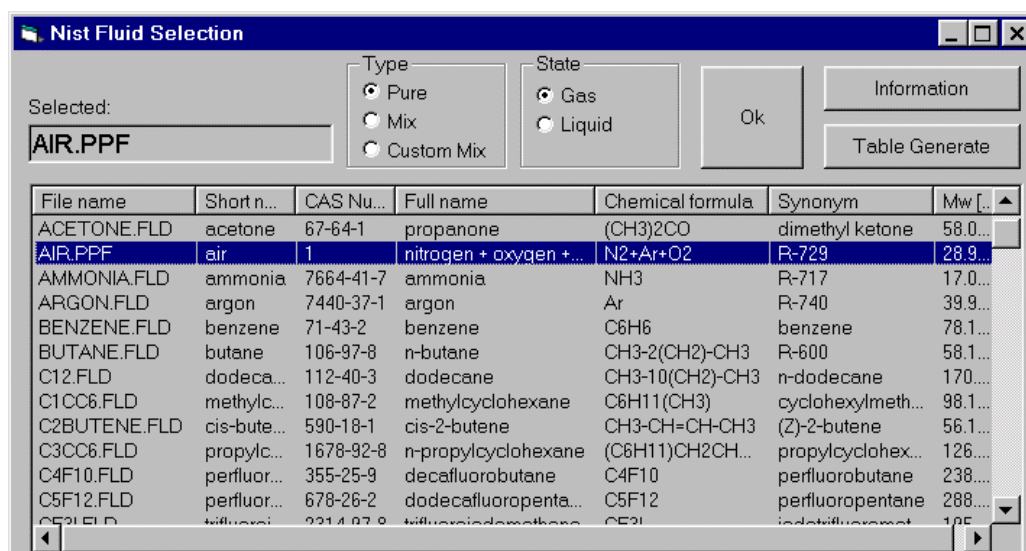 Nist Fluid Selection
Selected:
AIR.PPF
Type
Pure
Mix
Custom Mix
State
Gas
Liquid
Ok
Information
Table Generate
File name Short n... CAS Nu... Full name Chemical formula Synonym Mw [..
ACETONE.FLD acetone 67-64-1 propanone (CH3)2CO dimethyl ketone 58.0...
AIR.PPF air 1 nitrogen + oxygen +... N2+Ar+O2 R-729 28.9...
AMMONIA.FLD ammonia 7664-41-7 ammonia NH3 R-717 17.0...
ARGON.FLD argon 7440-37-1 argon Ar R-740 39.9...
BENZENE.FLD benzene 71-43-2 benzene C6H6 benzene 78.1...
BUTANE.FLD butane 106-97-8 n-butane CH3-2(CH2)-CH3 R-600 58.1...
C12.FLD dodeca... 112-40-3 dodecane CH3-10(CH2)-CH3 n-dodecane 170....
C1CC6.FLD methylc... 108-87-2 methylcyclohexane C6H11(CH3) cyclohexylmeth... 98.1...
C2BUTENE.FLD cis-bute... 590-18-1 cis-2-butene CH3-CH=CH-CH3 (Z)-2-butene 56.1...
C3CC6.FLD propylc... 1678-92-8 n-propylcyclohexane (C6H11)CH2CH... propylcyclohex... 126....
C4F10.FLD perfluor... 355-25-9 decafluorobutane C4F10 perfluorobutane 238....
C5F12.FLD perfluor... 678-26-2 dodecafluoropenta... C5F12 perfluoropentane 288....